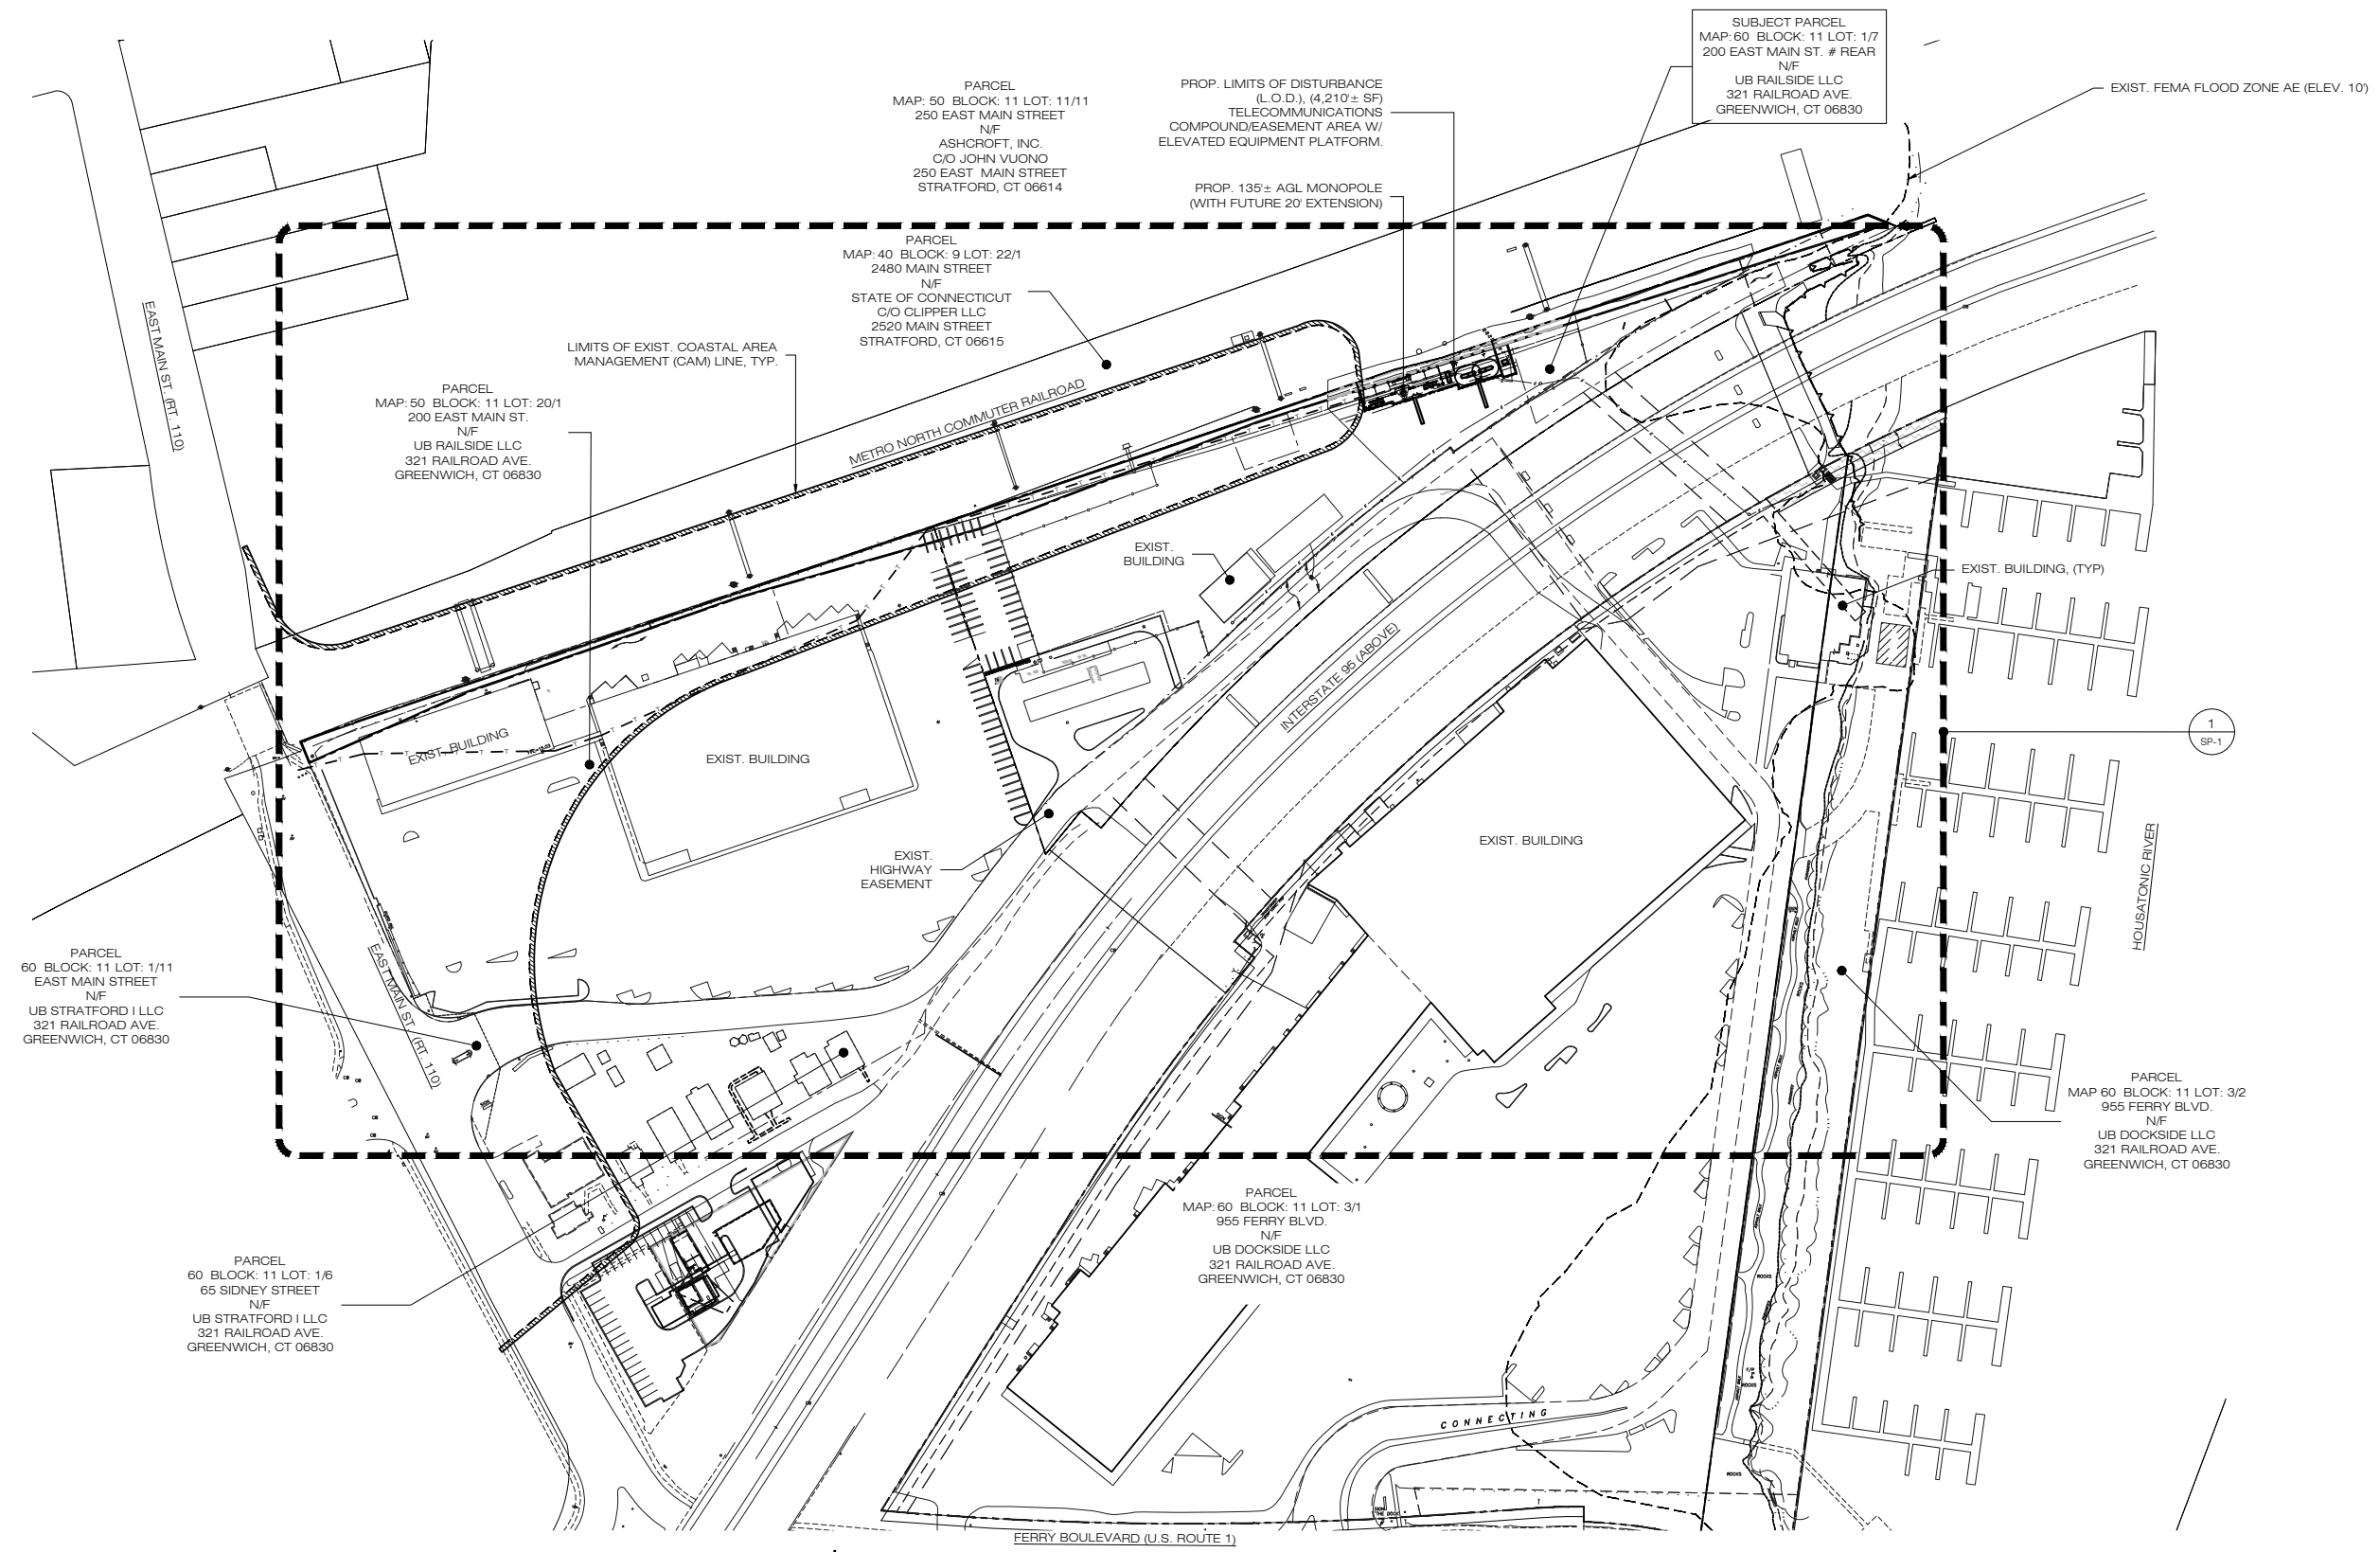 SUBJECT PARCEL
MAP: 60 BLOCK: 11 LOT: 1/7
200 EAST MAIN ST. # REAR
N/F
UB RAILSIDE LLC
321 RAILROAD AVE.
GREENWICH, CT 06830
EXIST. FEMA FLOOD ZONE AE (ELEV. 10')
PARCEL
MAP: 50 BLOCK: 11 LOT: 11/11
250 EAST MAIN STREET
N/F
ASHCROFT, INC.
C/O JOHN VUONO
250 EAST MAIN STREET
STRATFORD, CT 06614
PROP. LIMITS OF DISTURBANCE
(L.O.D.), (4,210'± SF)
TELECOMMUNICATIONS
COMPOUND/EASEMENT AREA W/
ELEVATED EQUIPMENT PLATFORM.
PROP. 135'± AGL MONOPOLE
(WITH FUTURE 20' EXTENSION)
PARCEL
MAP: 40 BLOCK: 9 LOT: 22/1
2480 MAIN STREET
N/F
STATE OF CONNECTICUT
C/O CLIPPER LLC
2520 MAIN STREET
STRATFORD, CT 06615
LIMITS OF EXIST. COASTAL AREA
MANAGEMENT (CAM) LINE, TYP.
EAST MAIN ST. (RT. 110)
METRO NORTH COMMUTER RAILROAD
PARCEL
MAP: 50 BLOCK: 11 LOT: 20/1
200 EAST MAIN ST.
N/F
UB RAILSIDE LLC
321 RAILROAD AVE.
GREENWICH, CT 06830
EXIST.
BUILDING
EXIST. BUILDING, (TYP)
INTERSTATE 95 (ABOVE)
EXIST. BUILDING
EXIST. BUILDING
1
SP-1
EXIST. BUILDING
EXIST.
HIGHWAY
EASEMENT
HOUSATONIC RIVER
PARCEL
60 BLOCK: 11 LOT: 1/11
EAST MAIN STREET
N/F
UB STRATFORD I LLC
321 RAILROAD AVE.
GREENWICH, CT 06830
EAST MAIN ST. (RT. 110)
ROCKS
PARCEL
MAP 60 BLOCK: 11 LOT: 3/2
955 FERRY BLVD.
N/F
UB DOCKSIDE LLC
321 RAILROAD AVE.
GREENWICH, CT 06830
PARCEL
MAP: 60 BLOCK: 11 LOT: 3/1
955 FERRY BLVD.
N/F
UB DOCKSIDE LLC
321 RAILROAD AVE.
GREENWICH, CT 06830
PARCEL
60 BLOCK: 11 LOT: 1/6
65 SIDNEY STREET
N/F
UB STRATFORD I LLC
321 RAILROAD AVE.
GREENWICH, CT 06830
ROCKS
ROCKS
CONNECTING
ROCKS
FERRY BOULEVARD (U.S. ROUTE 1)